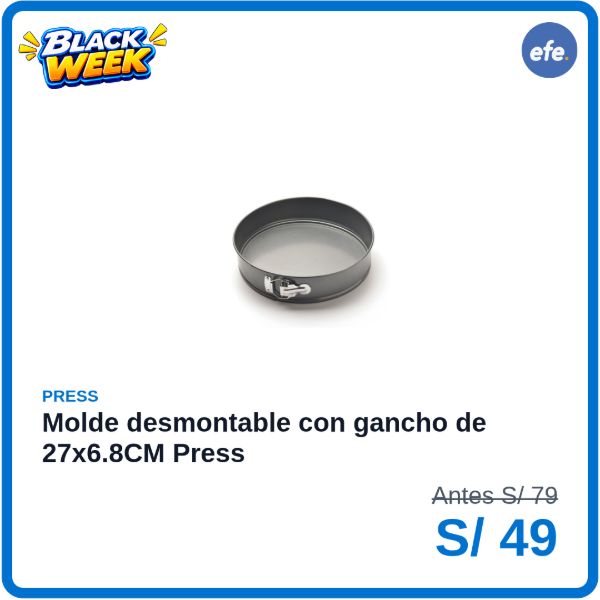 BLACK
WEEK
efe.
PRESS
Molde desmontable con gancho de
27x6.8CM Press
Antes S/ 79
S/ 49